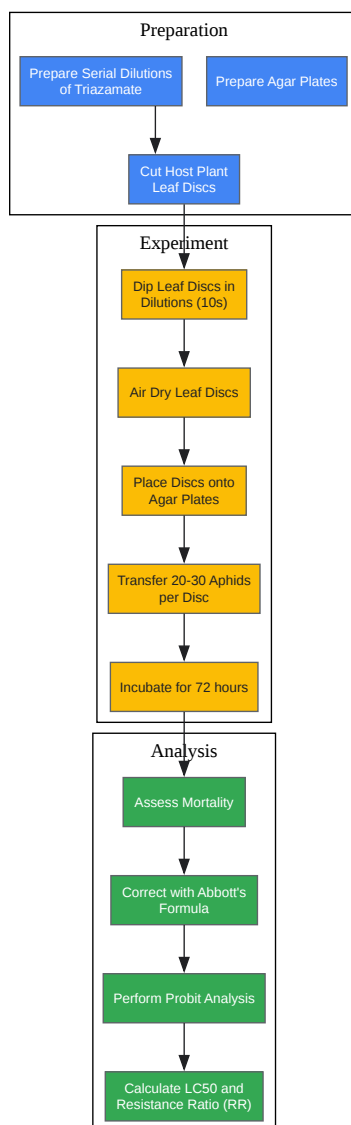 Preparation
Prepare Serial Dilutions
of Triazamate
Prepare Agar Plates
Cut Host Plant
Leaf Discs
Experiment
Dip Leaf Discs in
Dilutions (10s)
Air Dry Leaf Discs
Place Discs onto
Agar Plates
Transfer 20-30 Aphids
per Disc
Incubate for 72 hours
Analysis
Assess Mortality
Correct with Abbott's
Formula
Perform Probit Analysis
Calculate LC50 and
Resistance Ratio (RR)